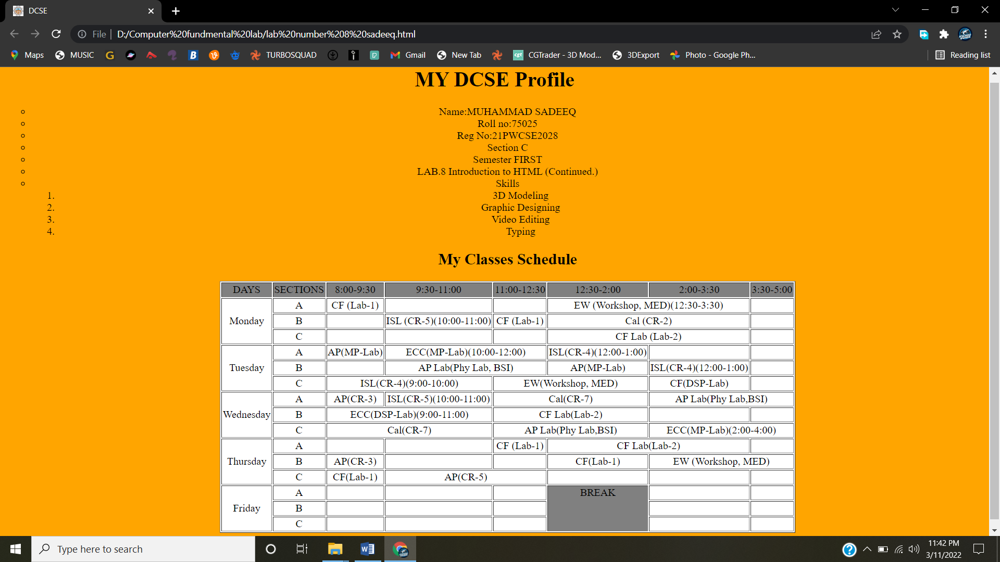 DCSE
File
D:/Computer%20fundmental%20lab/lab%20number%208%20sadeeq.html
Maps MUSIC TURBOSQUAD Gmail New Tab cgt CGTrader - 3D Mod... 3DExport Photo - Google Ph... Reading list
MY DCSE Profile
Name:MUHAMMAD SADEEQ
Roll no:75025
Reg No:21PWCSE2028
Section C
Semester FIRST
LAB.8 Introduction to HTML (Continued.)
Skills
1. 3D Modeling
2. Graphic Designing
3. Video Editing
4. Typing
My Classes Schedule
DAYS SECTIONS 8:00-9:30 9:30-11:00 11:00-12:30 12:30-2:00 2:00-3:30 3:30-5:00
A CF (Lab-1) EW (Workshop, MED)(12:30-3:30)
Monday B ISL (CR-5)(10:00-11:00) CF (Lab-1) Cal (CR-2)
C CF Lab (Lab-2)
A AP(MP-Lab) ECC(MP-Lab)(10:00-12:00) ISL(CR-4)(12:00-1:00)
Tuesday B AP Lab(Phy Lab, BSI) AP(MP-Lab) ISL(CR-4)(12:00-1:00)
C ISL(CR-4)(9:00-10:00) EW(Workshop, MED) CF(DSP-Lab)
A AP(CR-3) ISL(CR-5)(10:00-11:00) Cal(CR-7) AP Lab(Phy Lab,BSI)
Wednesday B ECC(DSP-Lab)(9:00-11:00) CF Lab(Lab-2)
C Cal(CR-7) AP Lab(Phy Lab,BSI) ECC(MP-Lab)(2:00-4:00)
A CF (Lab-1) CF Lab(Lab-2)
Thursday B AP(CR-3) CF(Lab-1) EW (Workshop, MED)
C CF(Lab-1) AP(CR-5)
A BREAK
Friday B
C
Type here to search
11:42 PM
3/11/2022